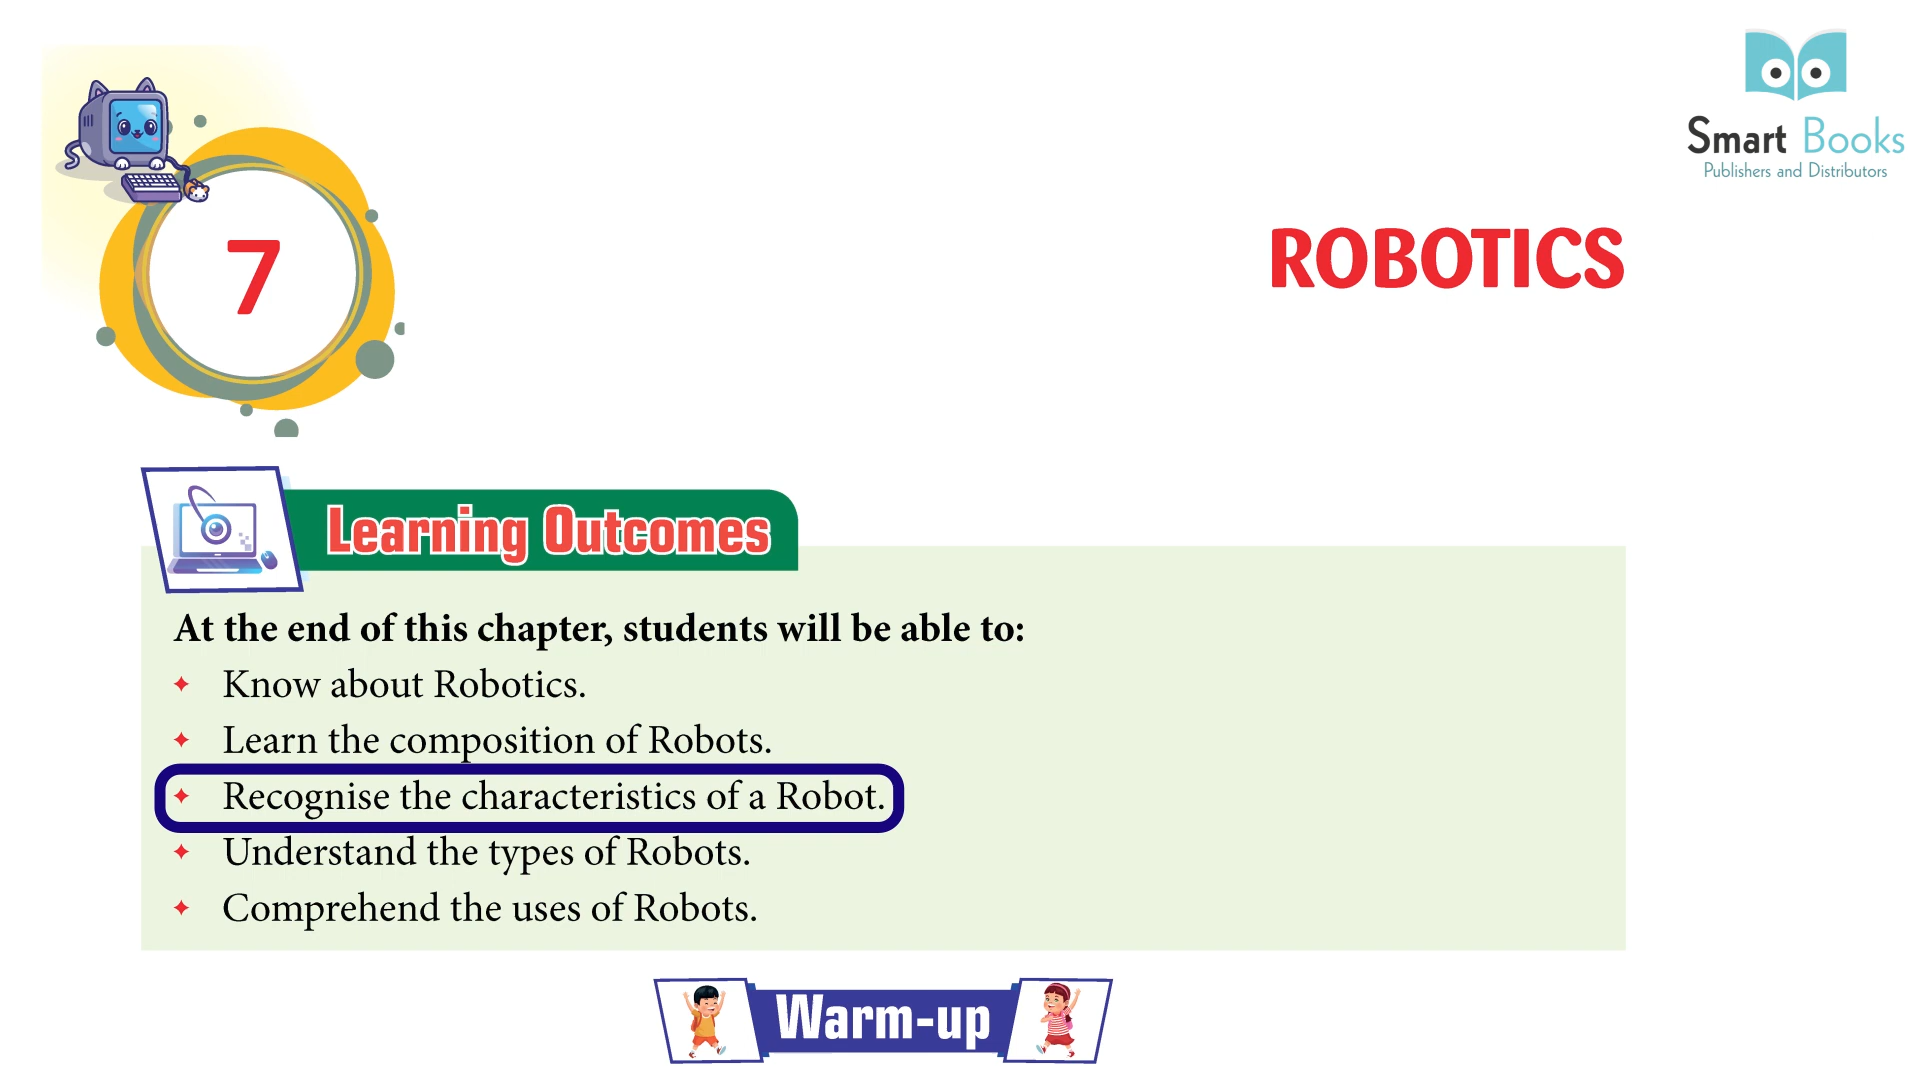 Smart Books
Publishers and Distributors
7
ROBOTICS
Learning Outcomes
At the end of this chapter, students will be able to:
Know about Robotics.
Learn the composition of Robots.
Recognise the characteristics of a Robot.
Understand the types of Robots.
Comprehend the uses of Robots.
Warm-up